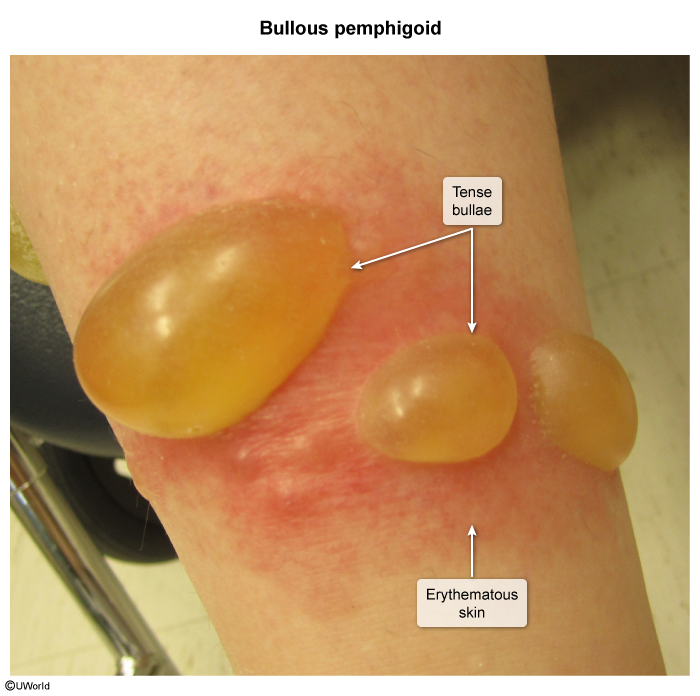 Bullous pemphigoid
Tense
bullae
Erythematous
skin
©UWorld